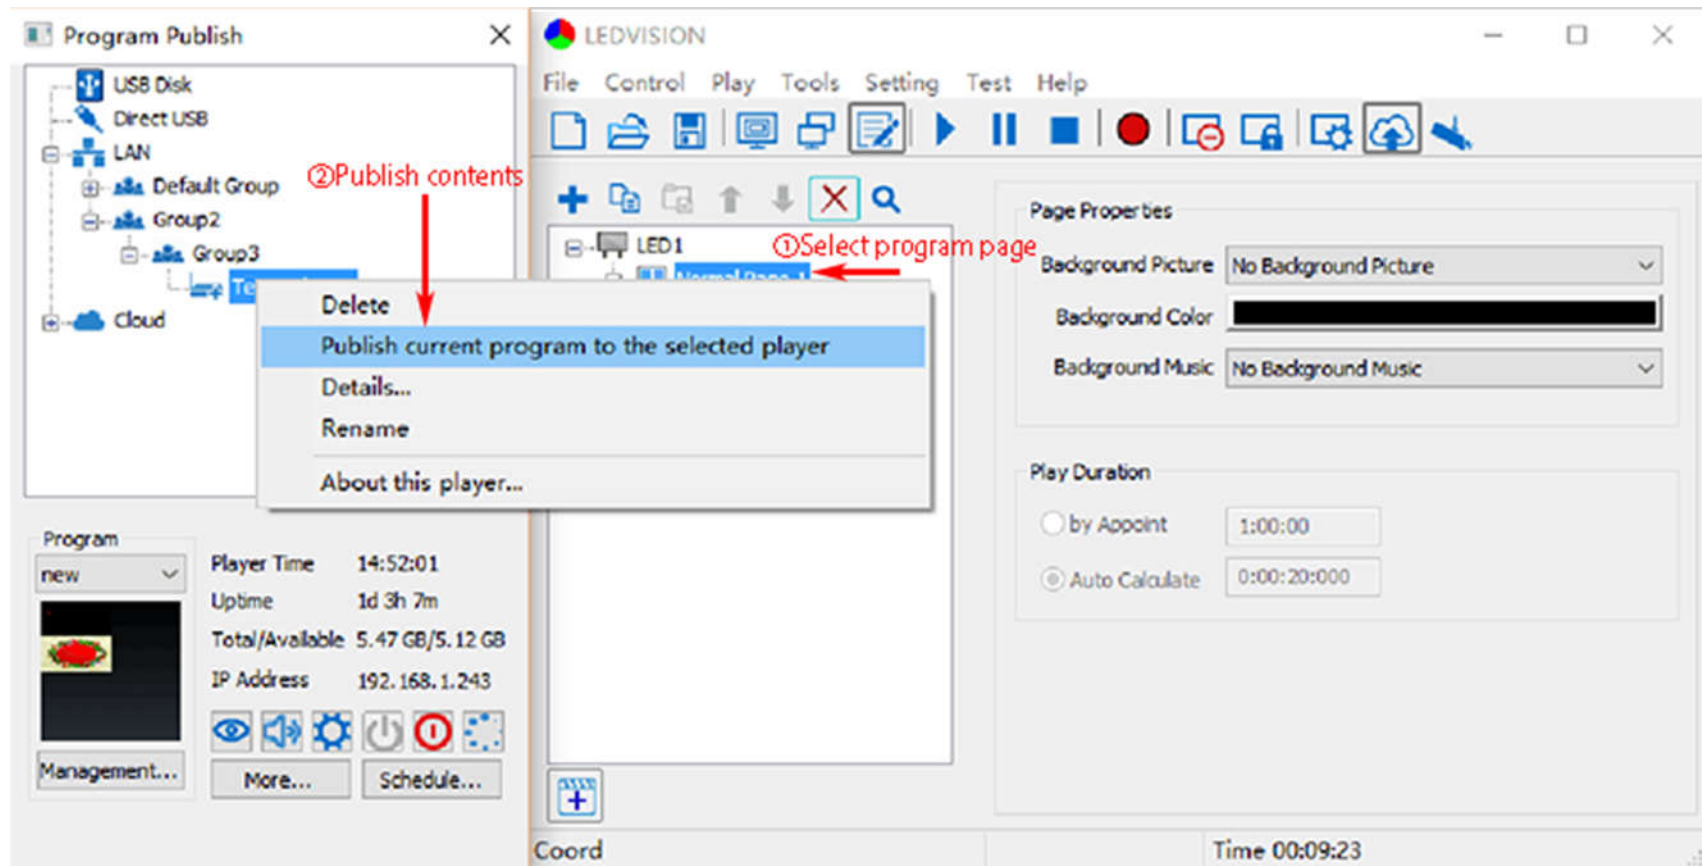 Program Publish
USB Disk
Direct USB
LAN
Default Group
Group2
Group3
Cloud
②Publish contents
Delete
Publish current program to the selected player
Details...
Rename
About this player...
Program
new
Management...
Player Time 14:52:01
Uptime 1d 3h 7m
Total/Available 5.47 GB/5.12 GB
IP Address 192.168.1.243
More... Schedule...
LEDVISION
File Control Play Tools Setting Test Help
LED1
①Select program page
Normal Page-1
Page Properties
Background Picture No Background Picture
Background Color
Background Music No Background Music
Play Duration
by Appoint 1:00:00
Auto Calculate 0:00:20:000
Coord
Time 00:09:23